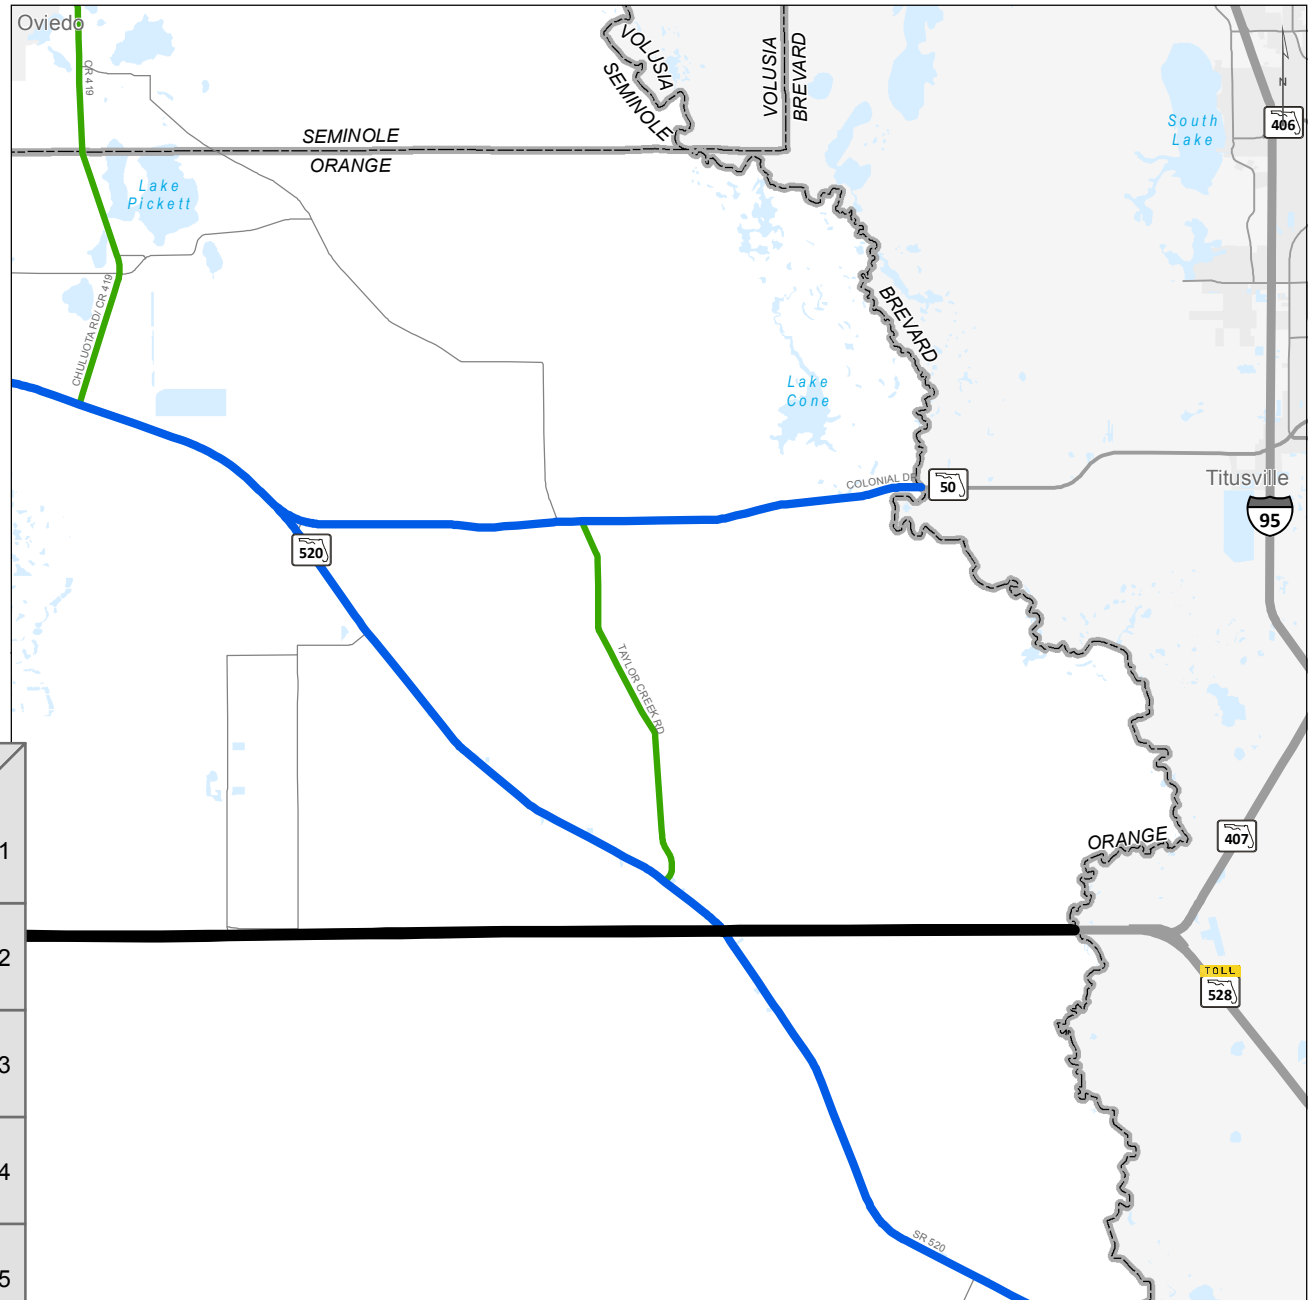 Oviedo
CR 419
VOLUSIA
SEMINOLE
VOLUSIA
BREVARD
N
406
South
Lake
SEMINOLE
ORANGE
Lake
Pickett
CHULUOTA RD/ CR 419
BREVARD
Lake
Cone
COLONIAL DR
50
Titusville
95
520
TAYLOR CREEK RD
ORANGE
407
1
2
TOLL
528
3
4
SR 520
5